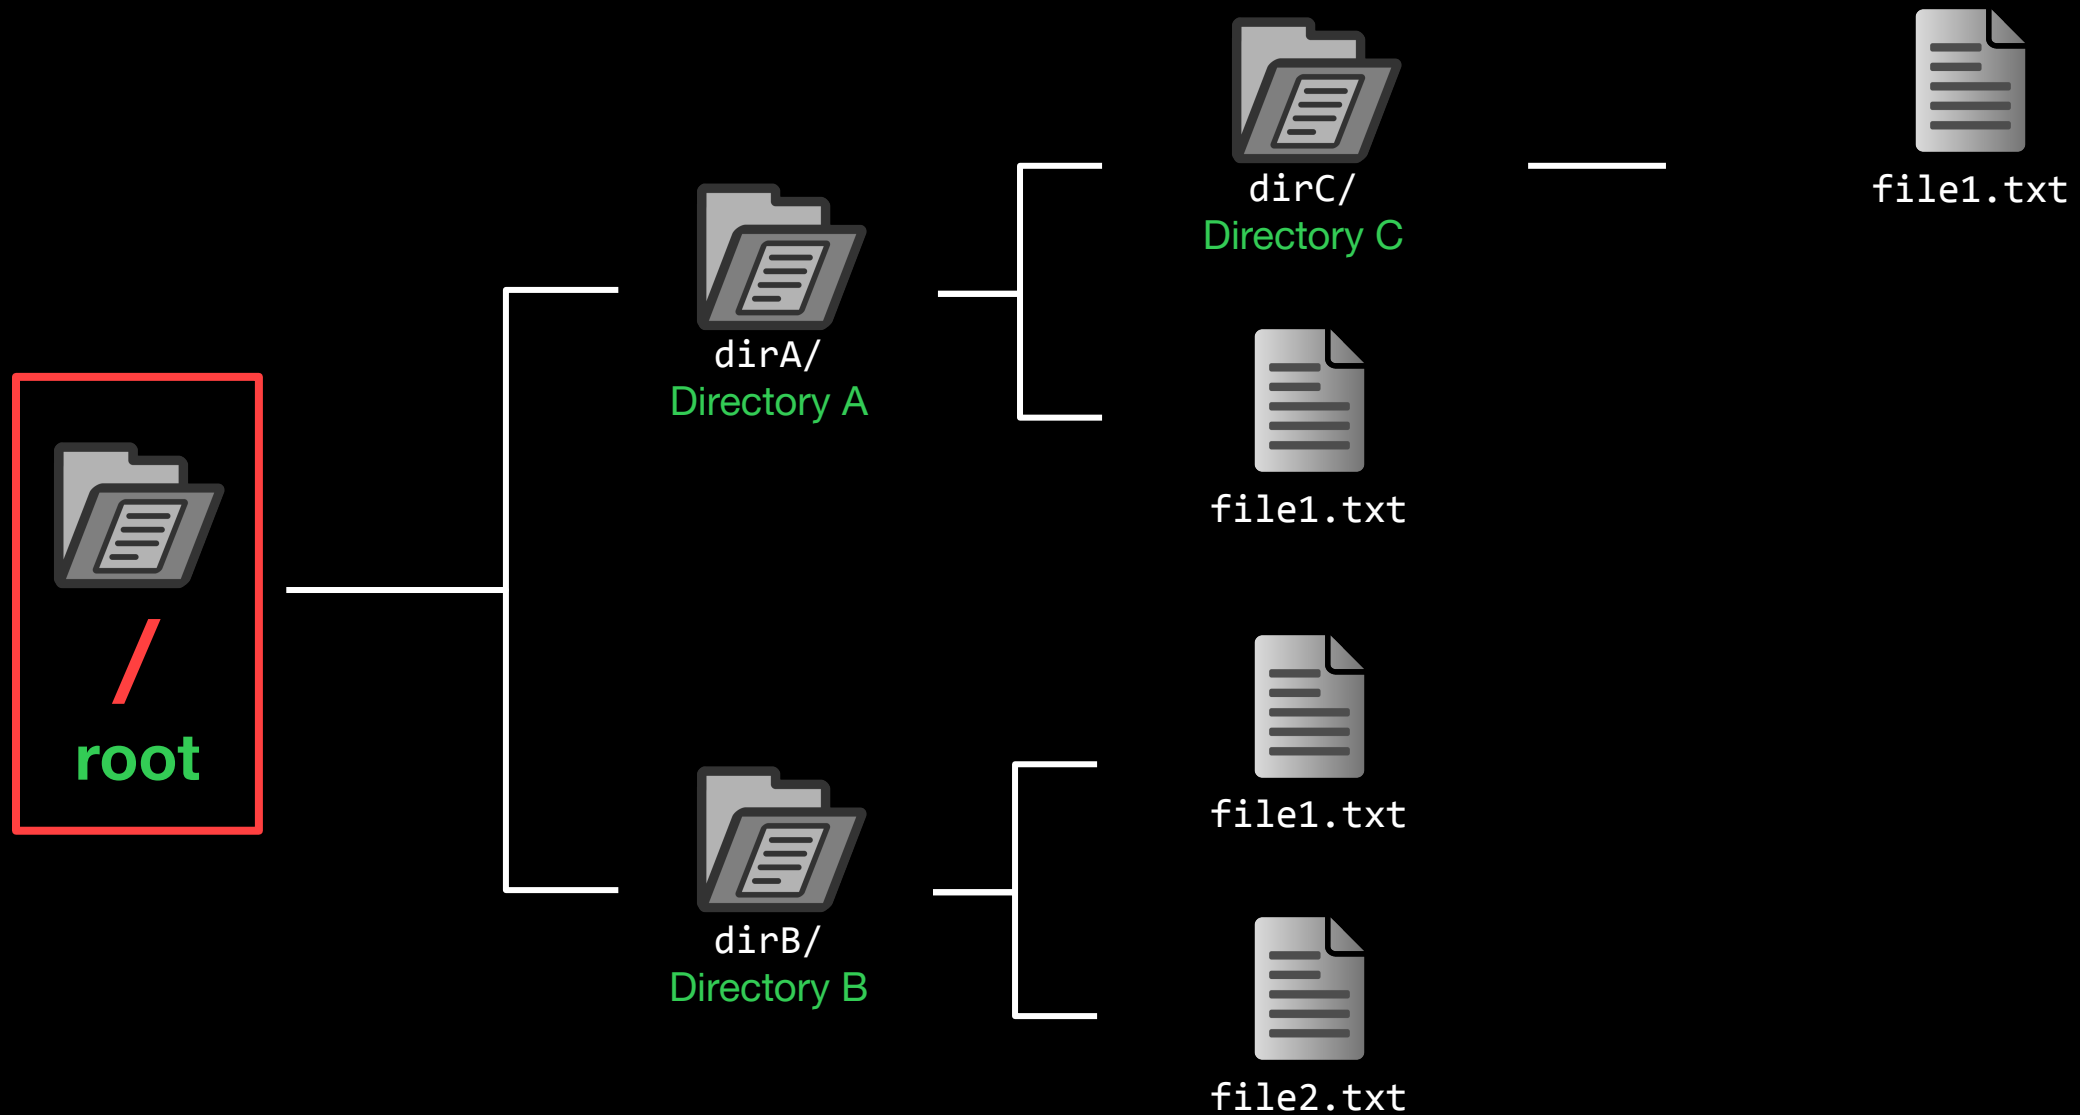 /
root
dirA/
Directory A
dirC/
Directory C
file1.txt
file1.txt
dirB/
Directory B
file1.txt
file2.txt